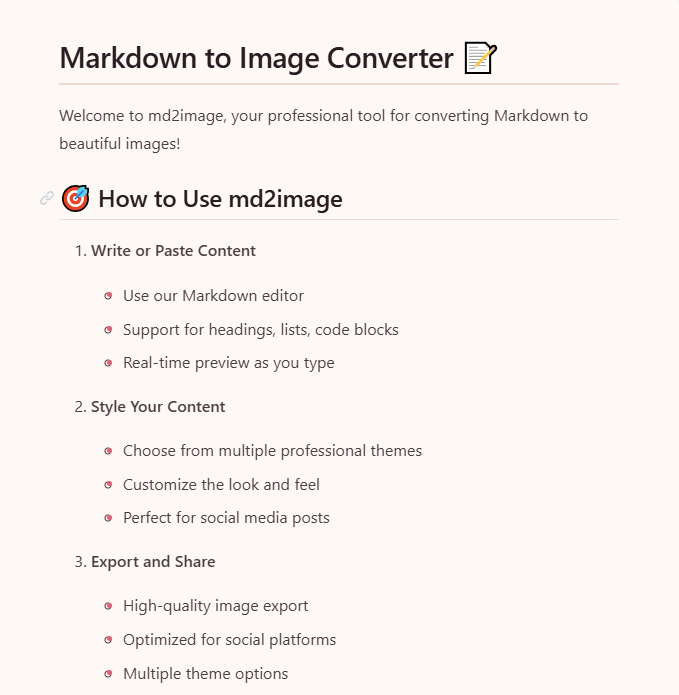 Markdown to Image Converter 📝
Welcome to md2image, your professional tool for converting Markdown to
beautiful images!
🎯 How to Use md2image
1. Write or Paste Content
Use our Markdown editor
Support for headings, lists, code blocks
Real-time preview as you type
2. Style Your Content
Choose from multiple professional themes
Customize the look and feel
Perfect for social media posts
3. Export and Share
High-quality image export
Optimized for social platforms
Multiple theme options